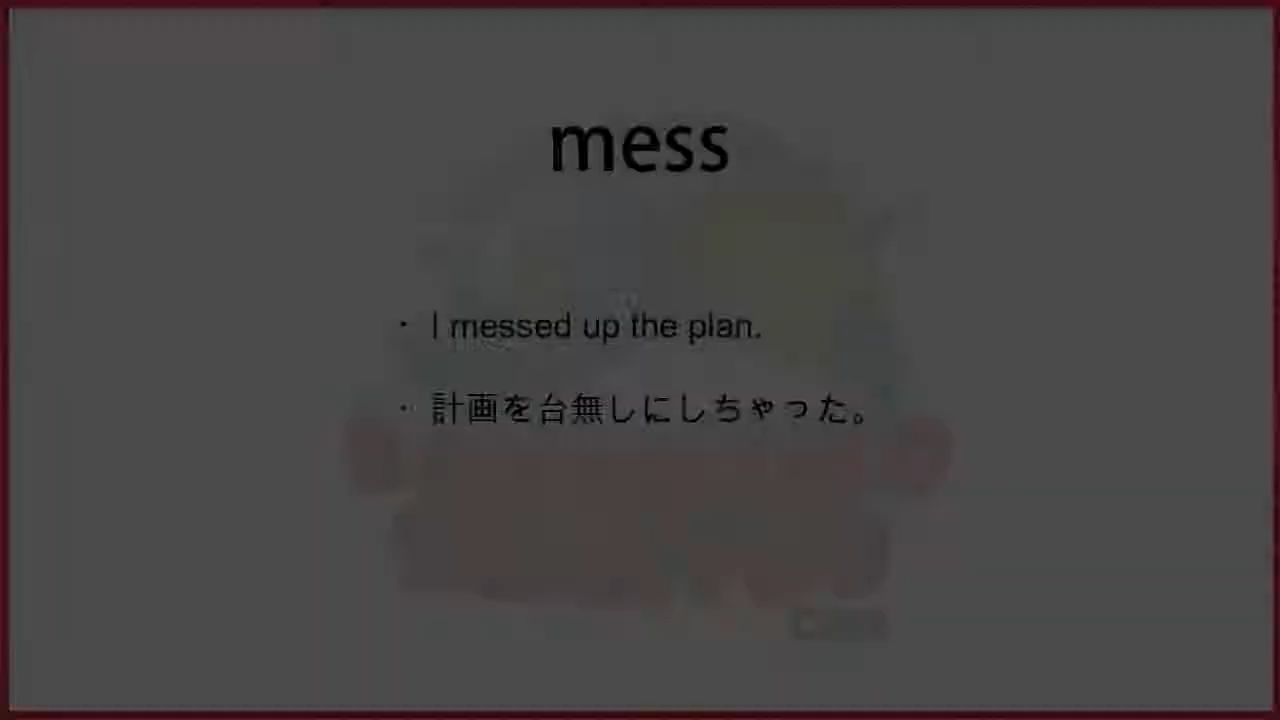 mess
· I messed up the plan.
· 計画を台無しにしちゃった。